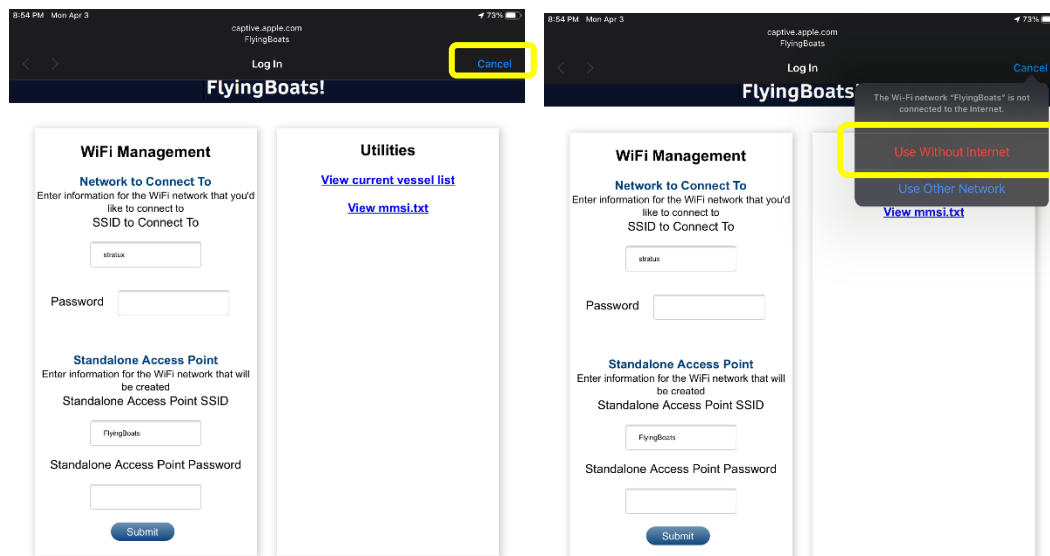 8:54 PM Mon Apr 3
73%
captive.apple.com
FlyingBoats
Log In
Cancel
FlyingBoats!
WiFi Management
Network to Connect To
Enter information for the WiFi network that you'd
like to connect to
SSID to Connect To
stratux
Password
Standalone Access Point
Enter information for the WiFi network that will
be created
Standalone Access Point SSID
FlyingBoats
Standalone Access Point Password
Submit
Utilities
View current vessel list
View mmsi.txt
8:54 PM Mon Apr 3
73%
captive.apple.com
FlyingBoats
Log In
Cancel
FlyingBoats
The Wi-Fi network “FlyingBoats” is not
connected to the Internet.
Use Without Internet
Use Other Network
WiFi Management
Network to Connect To
Enter information for the WiFi network that you'd
like to connect to
SSID to Connect To
stratux
Password
Standalone Access Point
Enter information for the WiFi network that will
be created
Standalone Access Point SSID
FlyingBoats
Standalone Access Point Password
Submit
View mmsi.txt